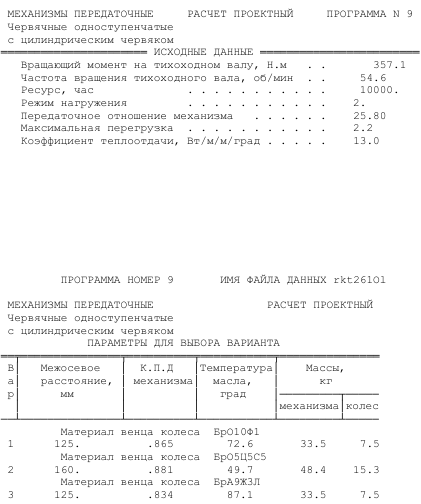 МЕХАНИЗМЫ ПЕРЕДАТОЧНЫЕ РАСЧЕТ ПРОЕКТНЫЙ ПРОГРАММА N 9
Червячные одноступенчатые
с цилиндрическим червяком
ИСХОДНЫЕ ДАННЫЕ
Вращающий момент на тихоходном валу, Н.м . . 357.1
Частота вращения тихоходного вала, об/мин . . 54.6
Ресурс, час . . . . . . . . . . . 10000.
Режим нагружения . . . . . . . . . . . 2.
Передаточное отношение механизма . . . . . . 25.80
Максимальная перегрузка . . . . . . . . . . . 2.2
Коэффициент теплоотдачи, Вт/м/м/град . . . . . 13.0
ПРОГРАММА НОМЕР 9 ИМЯ ФАЙЛА ДАННЫХ rkt261O1
МЕХАНИЗМЫ ПЕРЕДАТОЧНЫЕ РАСЧЕТ ПРОЕКТНЫЙ
Червячные одноступенчатые
с цилиндрическим червяком
ПАРАМЕТРЫ ДЛЯ ВЫБОРА ВАРИАНТА
В Межосевое К.П.Д Температура Массы,
а расстояние, механизма масла, кг
р мм град
механизма колес
Материал венца колеса БрО10Ф1
1 125. .865 72.6 33.5 7.5
Материал венца колеса БрО5Ц5С5
2 160. .881 49.7 48.4 15.3
Материал венца колеса БрА9Ж3Л
3 125. .834 87.1 33.5 7.5